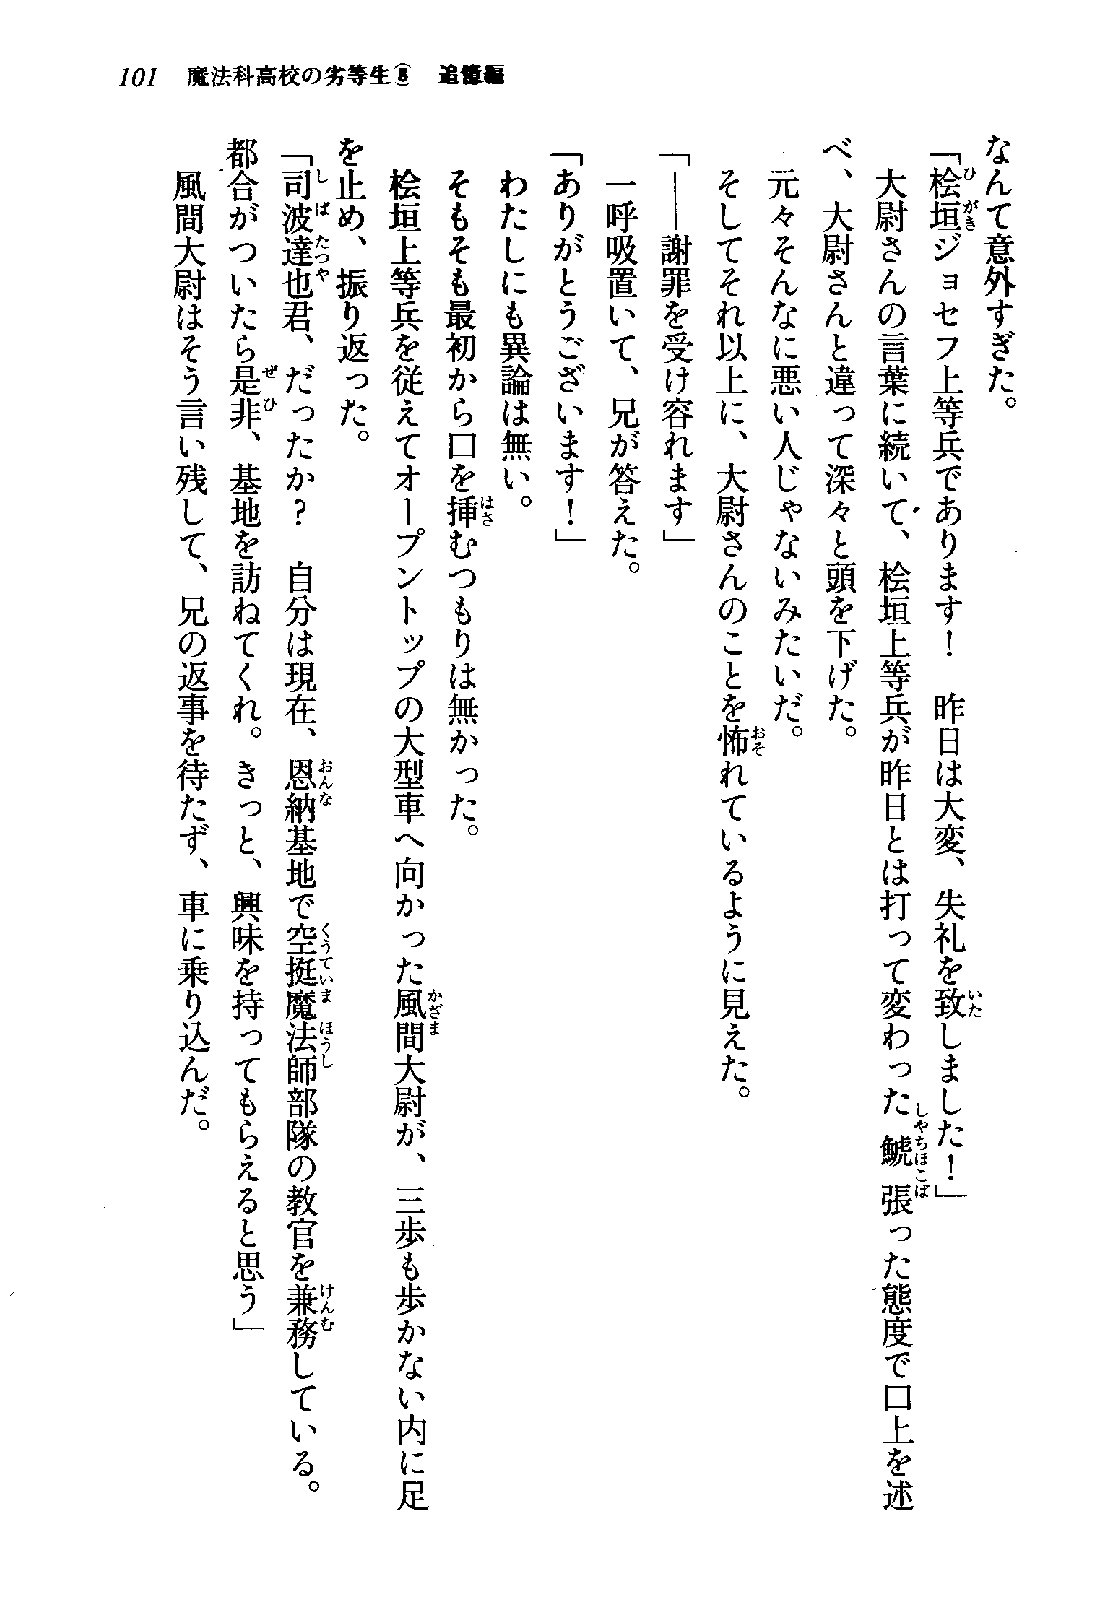 101 魔法科高校の劣等生⑧ 追憶編
なんて意外すぎた。
「桧垣ジョセフ上等兵であります！　昨日は大変、失礼を致しました！」
大尉さんの言葉に続いて、桧垣上等兵が昨日とは打って変わった鯱張った態度で口上を述
べ、大尉さんと違って深々と頭を下げた。
元々そんなに悪い人じゃないみたいだ。
そしてそれ以上に、大尉さんのことを怖れているように見えた。
「――謝罪を受け容れます」
一呼吸置いて、兄が答えた。
「ありがとうございます！」
わたしにも異論は無い。
そもそも最初から口を挿むつもりは無かった。
桧垣上等兵を従えてオープントップの大型車へ向かった風間大尉が、三歩も歩かない内に足
を止め、振り返った。
「司波達也君、だったか？　自分は現在、恩納基地で空挺魔法師部隊の教官を兼務している。
都合がついたら是非、基地を訪ねてくれ。きっと、興味を持ってもらえると思う」
風間大尉はそう言い残して、兄の返事を待たず、車に乗り込んだ。